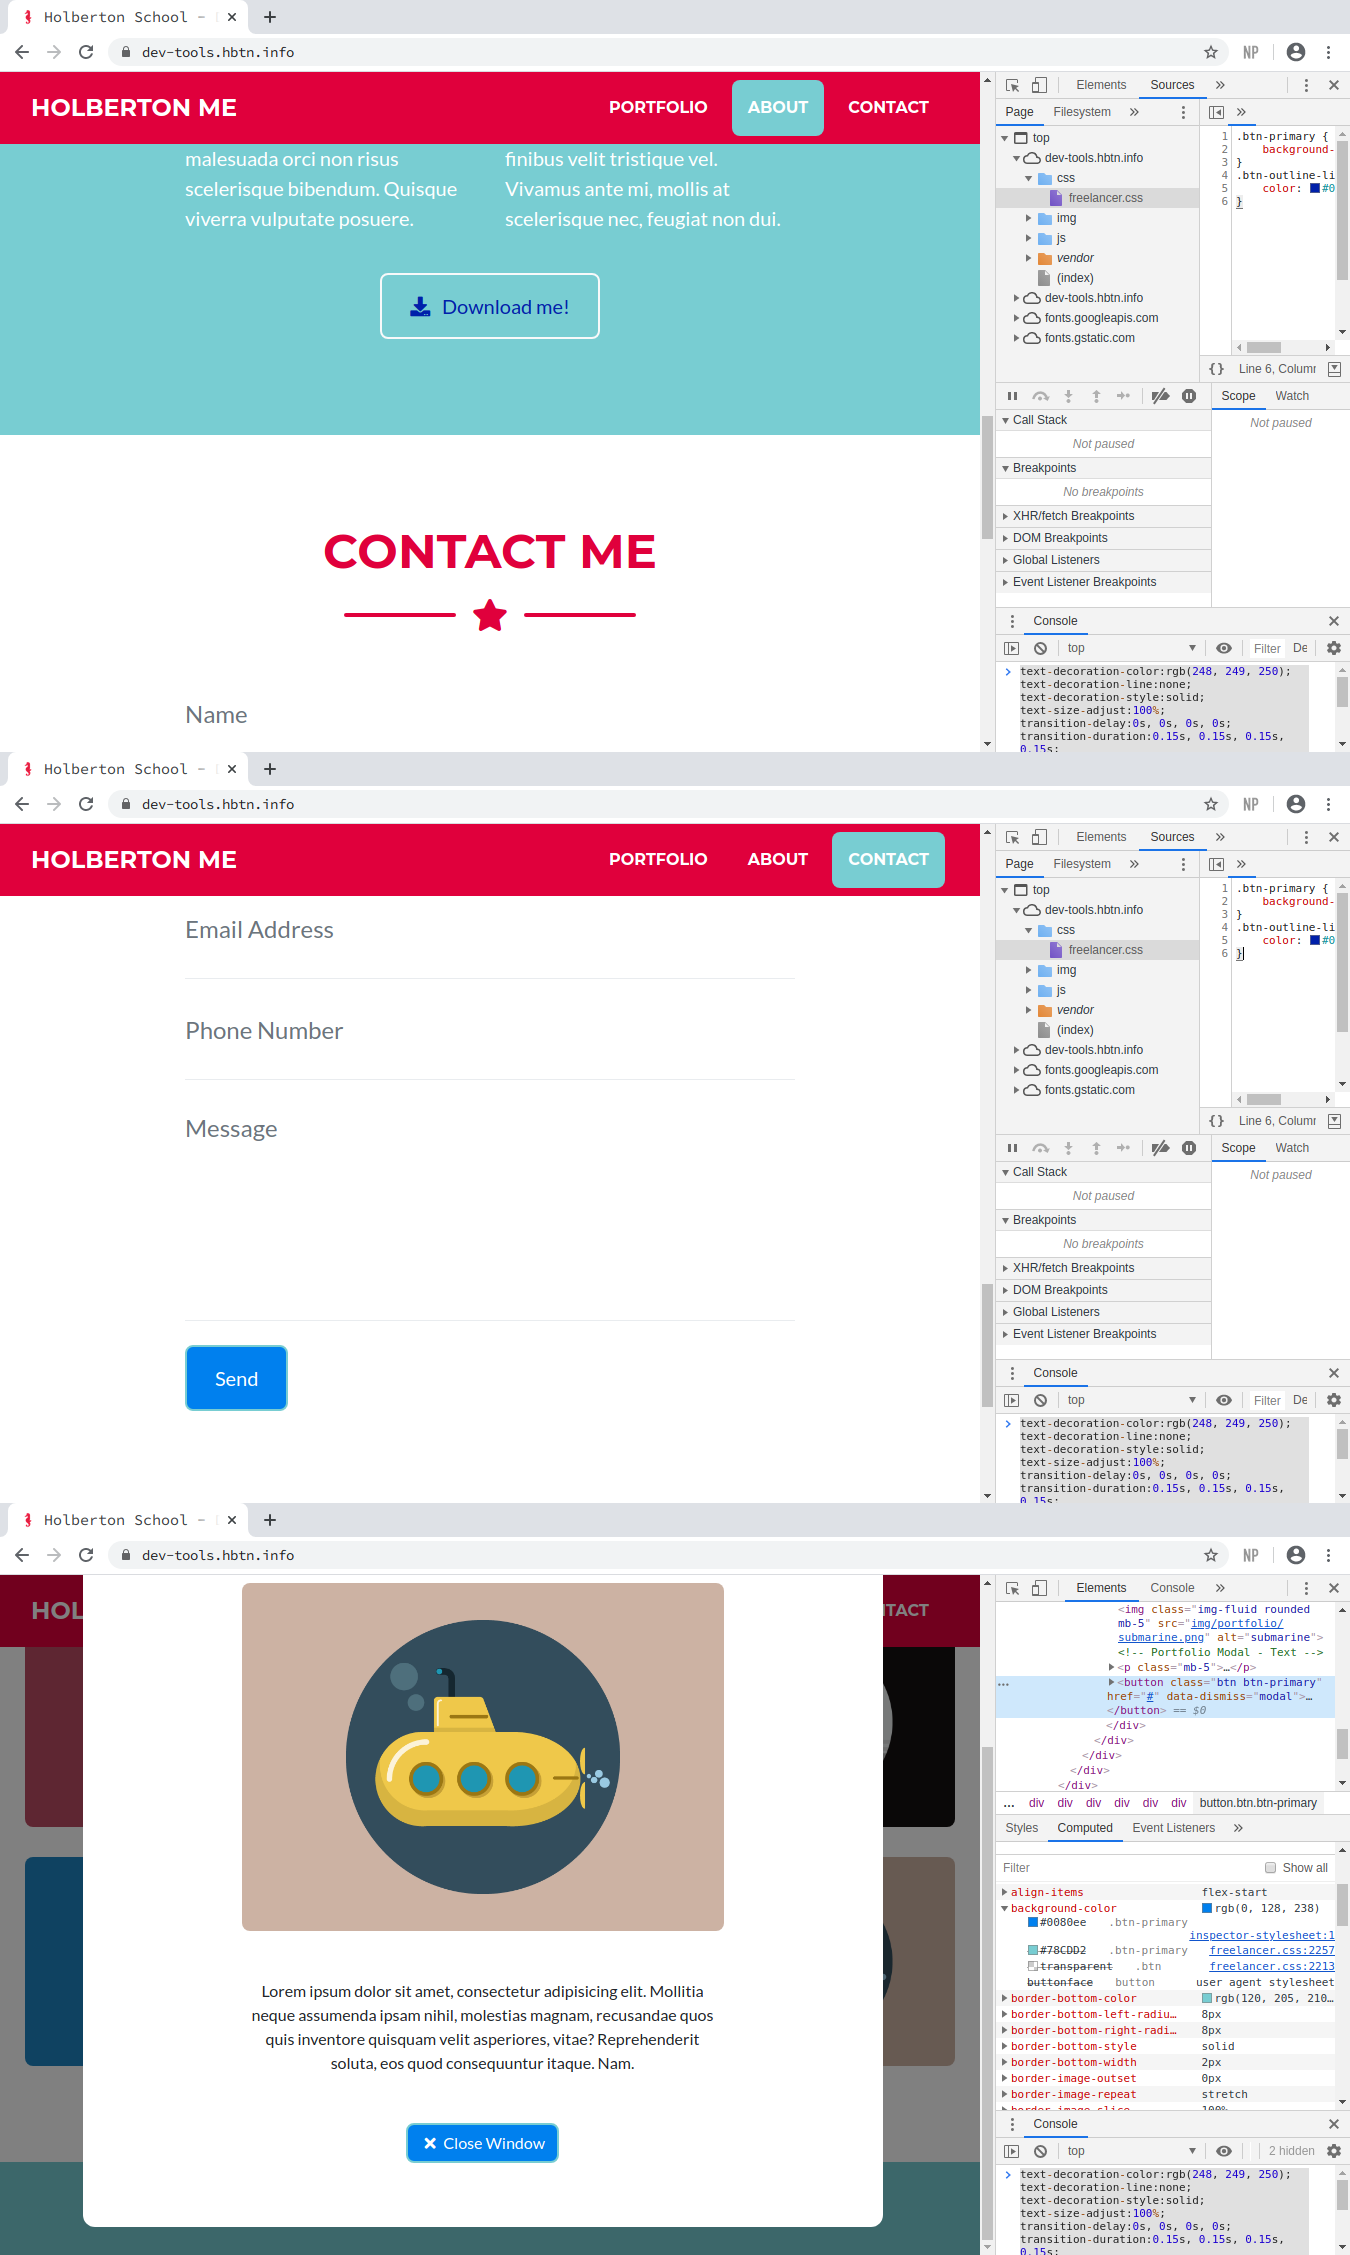 Holberton School –
dev-tools.hbtn.info
NP
HOLBERTON ME
PORTFOLIO
ABOUT
CONTACT
malesuada orci non risus
scelerisque bibendum. Quisque
viverra vulputate posuere.
finibus velit tristique vel.
Vivamus ante mi, mollis at
scelerisque nec, feugiat non dui.
Download me!
CONTACT ME
Name
Elements
Sources
Page
Filesystem
top
dev-tools.hbtn.info
css
freelancer.css
img
js
vendor
(index)
dev-tools.hbtn.info
fonts.googleapis.com
fonts.gstatic.com
1 .btn-primary {
2 background-
3 }
4 .btn-outline-li
5 color: #0
6 }
{} Line 6, Column
Scope
Watch
Not paused
Call Stack
Not paused
Breakpoints
No breakpoints
XHR/fetch Breakpoints
DOM Breakpoints
Global Listeners
Event Listener Breakpoints
Console
top
Filter
De
text-decoration-color:rgb(248, 249, 250);
text-decoration-line:none;
text-decoration-style:solid;
text-size-adjust:100%;
transition-delay:0s, 0s, 0s, 0s;
transition-duration:0.15s, 0.15s, 0.15s,
0.15s;
Holberton School –
dev-tools.hbtn.info
NP
HOLBERTON ME
PORTFOLIO
ABOUT
CONTACT
Email Address
Phone Number
Message
Send
Elements
Sources
Page
Filesystem
top
dev-tools.hbtn.info
css
freelancer.css
img
js
vendor
(index)
dev-tools.hbtn.info
fonts.googleapis.com
fonts.gstatic.com
1 .btn-primary {
2 background-
3 }
4 .btn-outline-li
5 color: #0
6 }
{} Line 6, Column
Scope
Watch
Not paused
Call Stack
Not paused
Breakpoints
No breakpoints
XHR/fetch Breakpoints
DOM Breakpoints
Global Listeners
Event Listener Breakpoints
Console
top
Filter
De
text-decoration-color:rgb(248, 249, 250);
text-decoration-line:none;
text-decoration-style:solid;
text-size-adjust:100%;
transition-delay:0s, 0s, 0s, 0s;
transition-duration:0.15s, 0.15s, 0.15s,
0.15s;
Holberton School –
dev-tools.hbtn.info
NP
HOL
NTACT
Lorem ipsum dolor sit amet, consectetur adipisicing elit. Mollitia
neque assumenda ipsam nihil, molestias magnam, recusandae quos
quis inventore quisquam velit asperiores, vitae? Reprehenderit
soluta, eos quod consequuntur itaque. Nam.
Close Window
Elements
Console
<img class="img-fluid rounded
mb-5" src="img/portfolio/
submarine.png" alt="submarine">
<!-- Portfolio Modal - Text -->
<p class="mb-5">…</p>
<button class="btn btn-primary"
href="#" data-dismiss="modal">…
</button> == $0
</div>
</div>
</div>
</div>
</div>
... div div div div div div button.btn.btn-primary
Styles
Computed
Event Listeners
Filter
Show all
align-items flex-start
background-color rgb(0, 128, 238)
#0080ee .btn-primary
inspector-stylesheet:1
#78CDD2 .btn-primary freelancer.css:2257
transparent .btn freelancer.css:2213
buttonface button user agent stylesheet
border-bottom-color rgb(120, 205, 210…
border-bottom-left-radiu… 8px
border-bottom-right-radi… 8px
border-bottom-style solid
border-bottom-width 2px
border-image-outset 0px
border-image-repeat stretch
border-image-slice 100%
Console
top
2 hidden
text-decoration-color:rgb(248, 249, 250);
text-decoration-line:none;
text-decoration-style:solid;
text-size-adjust:100%;
transition-delay:0s, 0s, 0s, 0s;
transition-duration:0.15s, 0.15s, 0.15s,
0.15s;